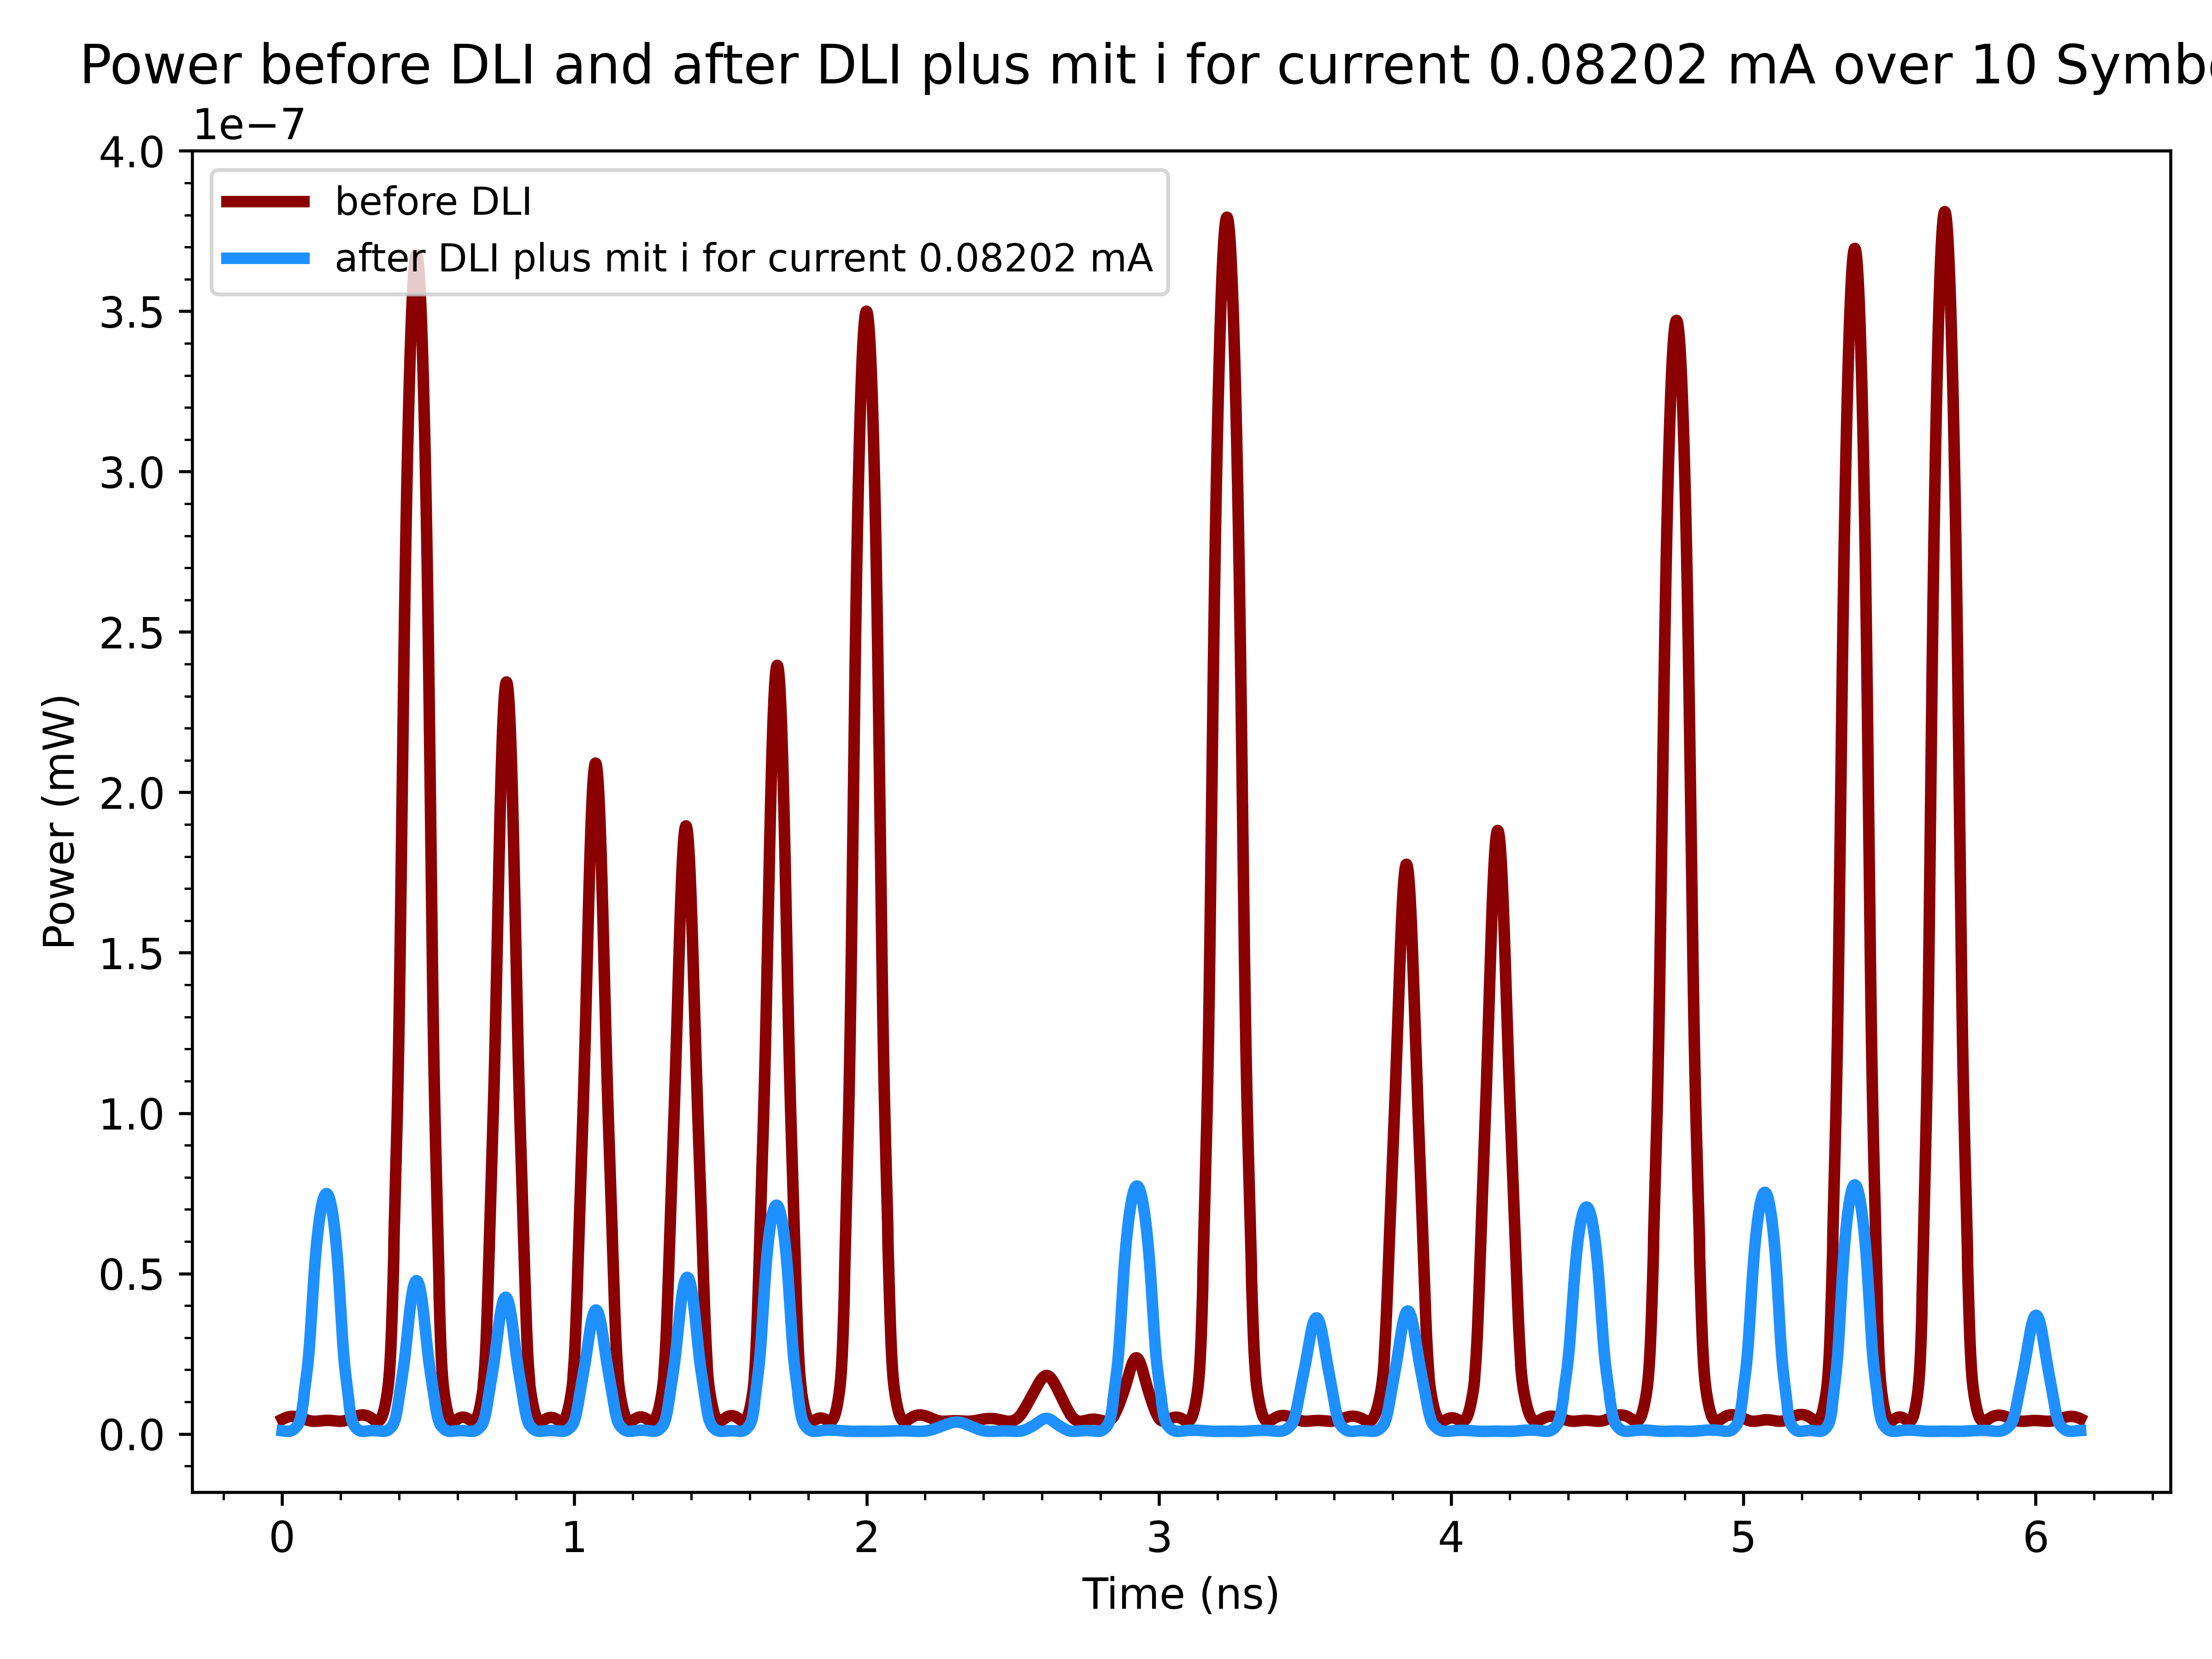 Power before DLI and after DLI plus mit i for current 0.08202 mA over 10 Symb
1e−7
4.0
before DLI
after DLI plus mit i for current 0.08202 mA
3.5
3.0
2.5
2.0
1.5
1.0
0.5
0.0
Power (mW)
0 1 2 3 4 5 6
Time (ns)